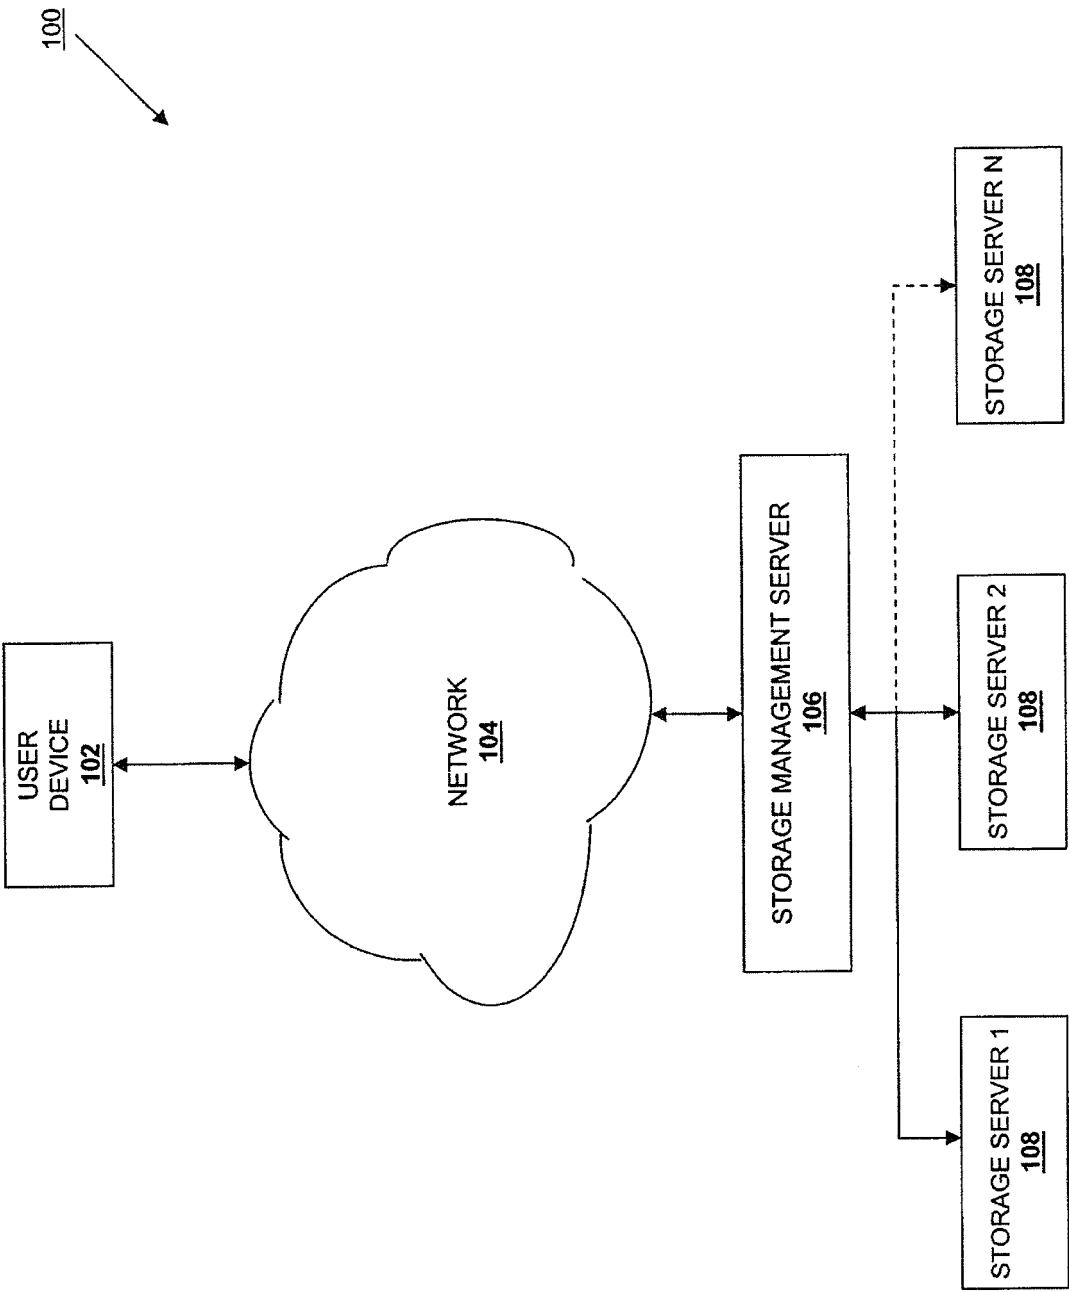 100
USER
DEVICE
102
NETWORK
104
STORAGE MANAGEMENT SERVER
106
STORAGE SERVER 1
108
STORAGE SERVER 2
108
STORAGE SERVER N
108